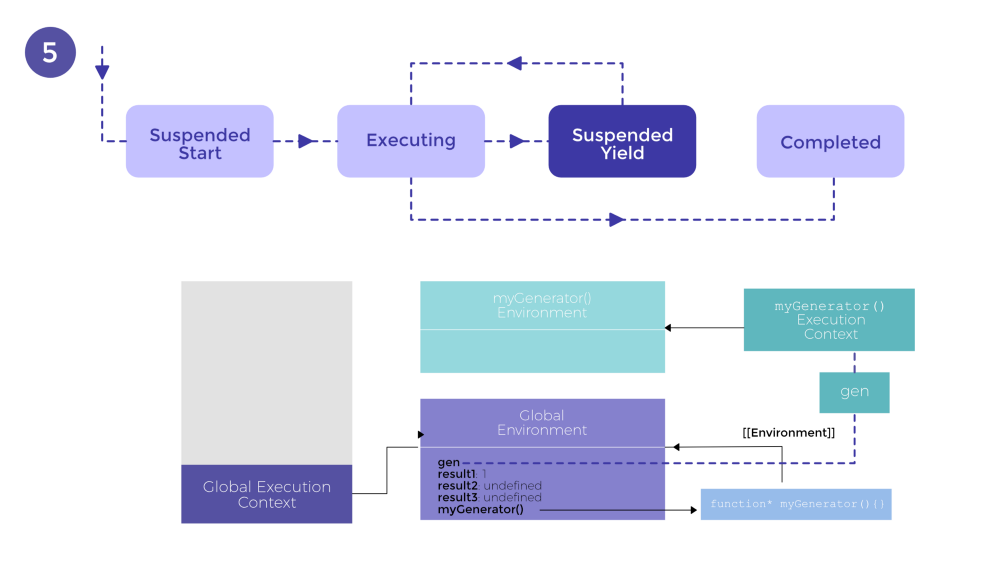 5
Suspended
Start
Executing
Suspended
Yield
Completed
myGenerator()
Environment
myGenerator()
Execution
Context
gen
Global
Environment
[[Environment]]
gen
result1: 1
result2: undefined
result3: undefined
myGenerator()
Global Execution
Context
function* myGenerator(){}